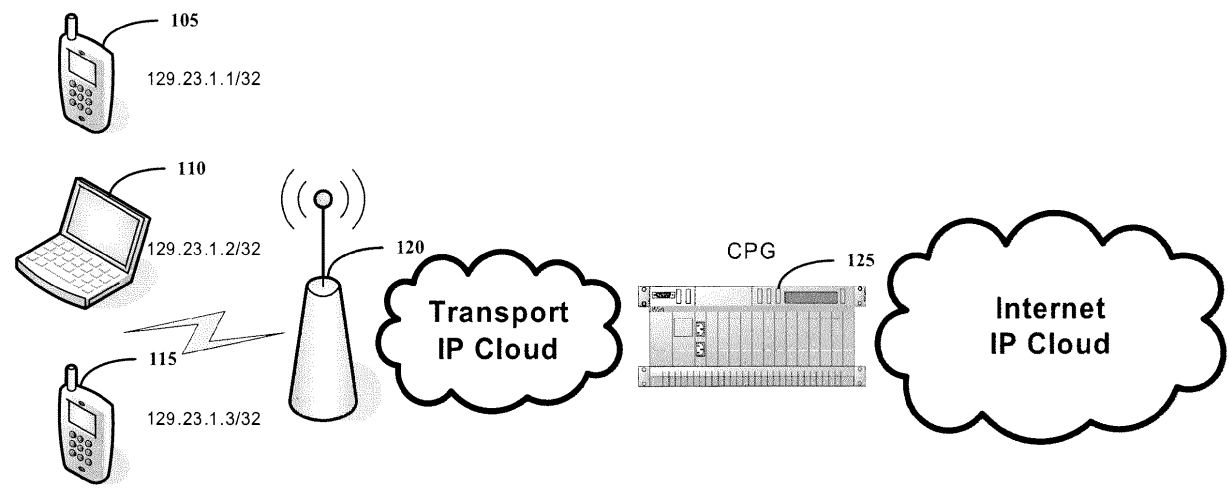 105
129.23.1.1/32
110
129.23.1.2/32
120
CPG
125
Transport
IP Cloud
Internet
IP Cloud
115
129.23.1.3/32